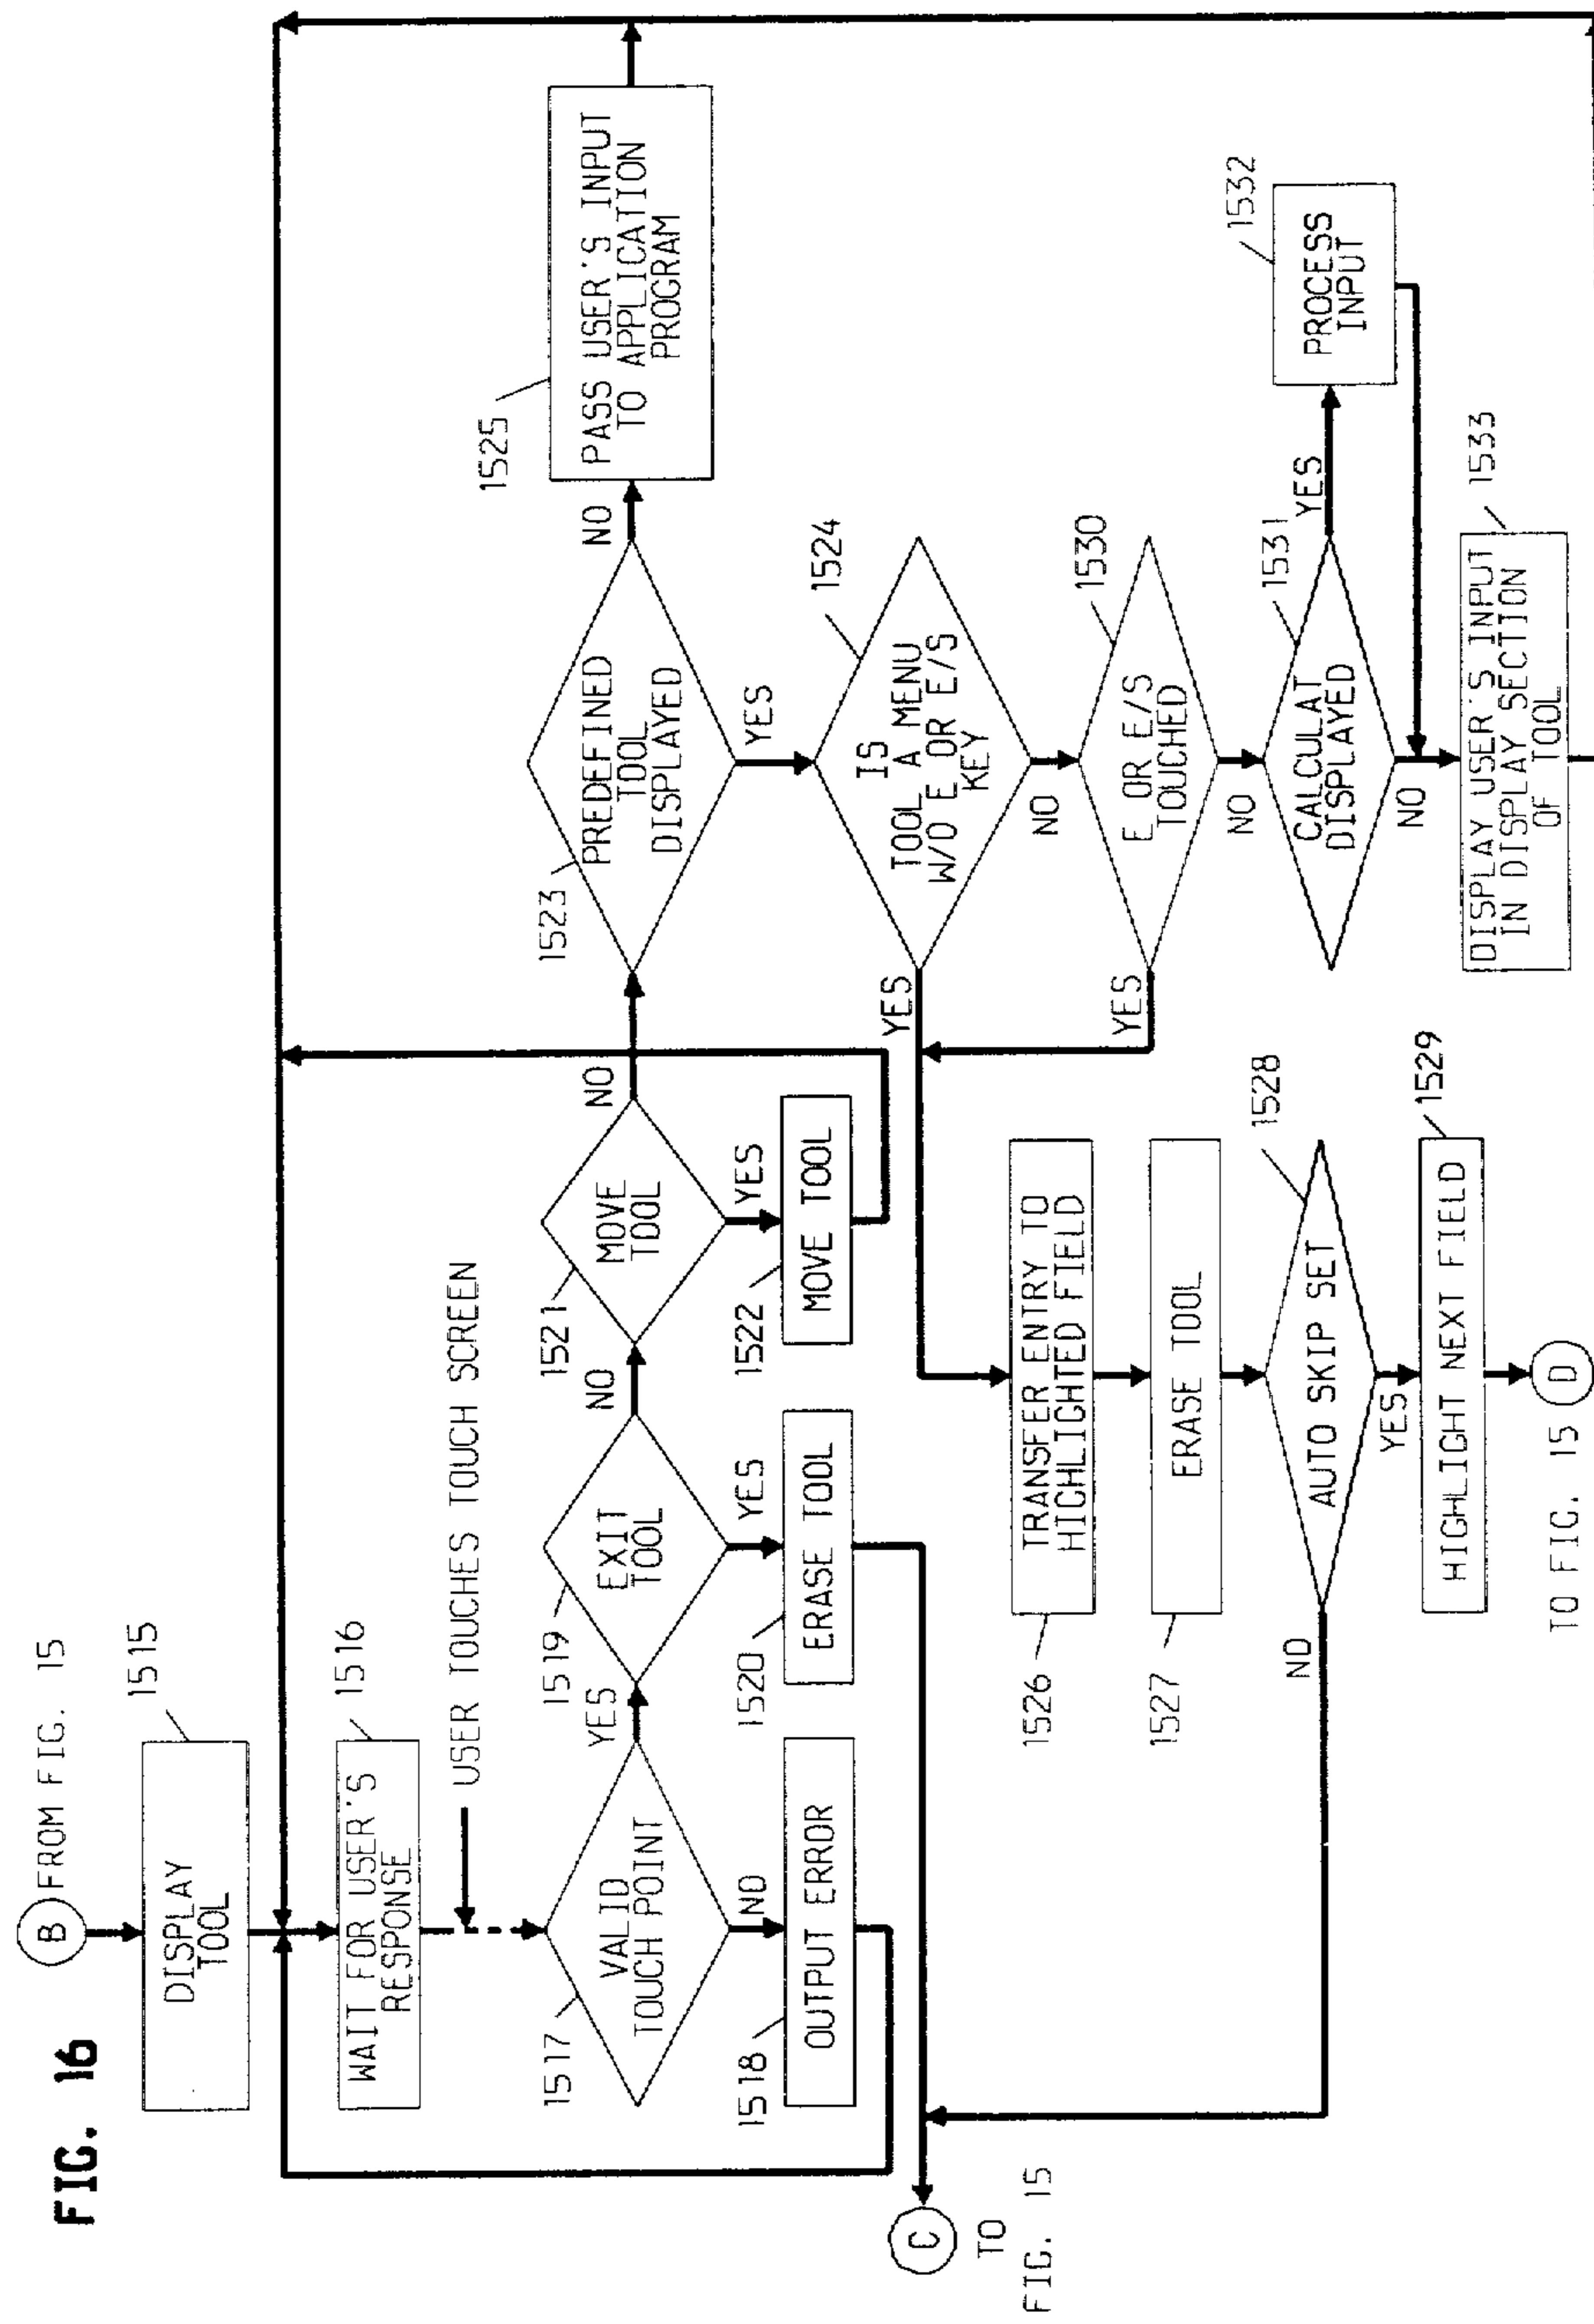 FIG. 16
B
FROM FIG. 15
1515
DISPLAY
TOOL
1516
WAIT FOR USER'S
RESPONSE
USER TOUCHES TOUCH SCREEN
1517
VALID
TOUCH POINT
YES
NO
1518
OUTPUT ERROR
1519
EXIT
TOOL
NO
YES
1520
ERASE TOOL
1521
MOVE
TOOL
NO
YES
1522
MOVE TOOL
1523
PREDEFINED
TOOL
DISPLAYED
NO
YES
1525
PASS USER'S INPUT
TO APPLICATION
PROGRAM
1524
IS
TOOL A MENU
W/O E OR E/S
KEY
YES
NO
1530
E OR E/S
TOUCHED
YES
NO
1531
CALCULAT
DISPLAYED
YES
NO
1532
PROCESS
INPUT
1533
DISPLAY USER'S INPUT
IN DISPLAY SECTION
OF TOOL
1526
TRANSFER ENTRY TO
HIGHLIGHTED FIELD
1527
ERASE TOOL
1528
AUTO SKIP SET
NO
YES
1529
HIGHLIGHT NEXT FIELD
TO FIG. 15
D
C
TO
FIG. 15